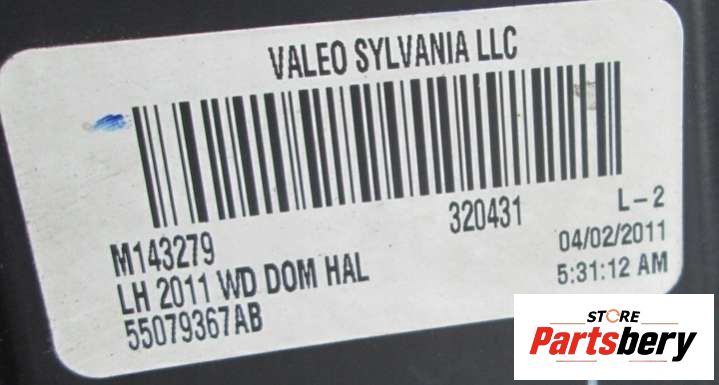 VALEO SYLVANIA LLC
M143279 320431 L-2
LH 2011 WD DOM HAL 04/02/2011
55079367AB 5:31:12 AM
STORE
Partsbery